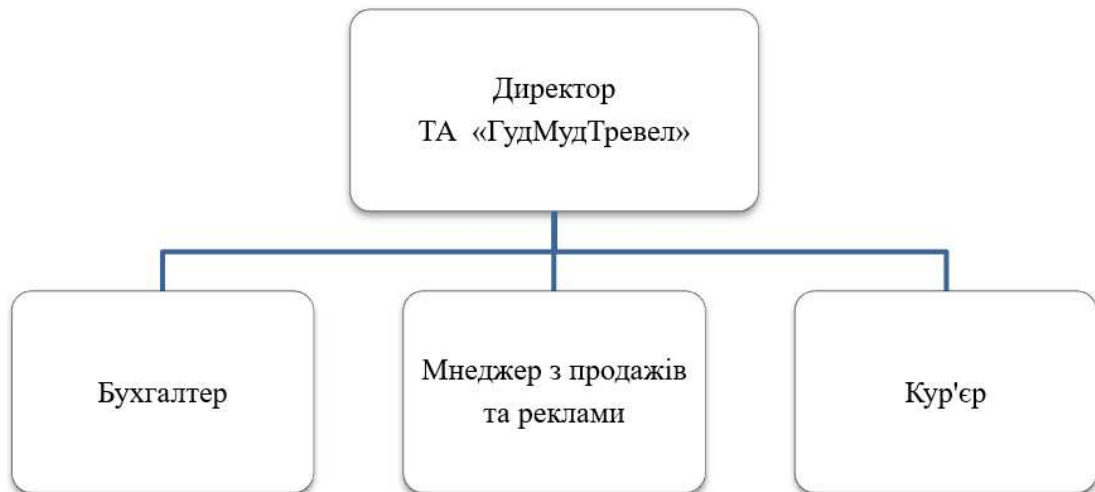 Директор
ТА «ГудМудТревел»
Бухгалтер
Мнеджер з продажів
та реклами
Кур'єр